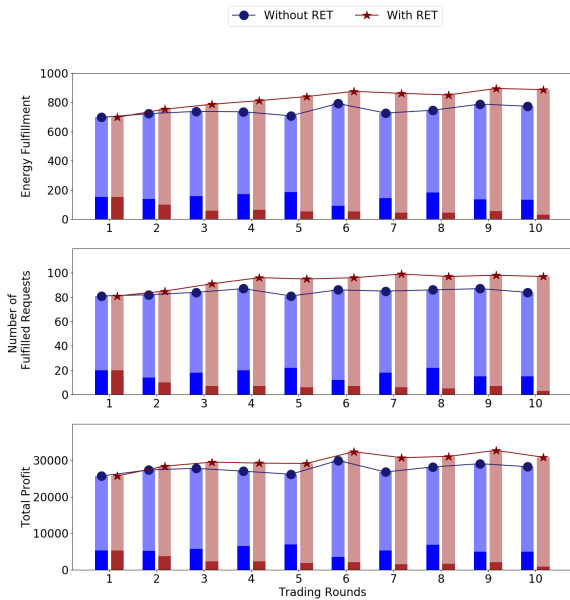 Without RET With RET
1000
800
600
400
200
0
Energy Fulfillment
1 2 3 4 5 6 7 8 9 10
100
80
60
40
20
0
Number of
Fulfilled Requests
1 2 3 4 5 6 7 8 9 10
30000
20000
10000
0
Total Profit
1 2 3 4 5 6 7 8 9 10
Trading Rounds